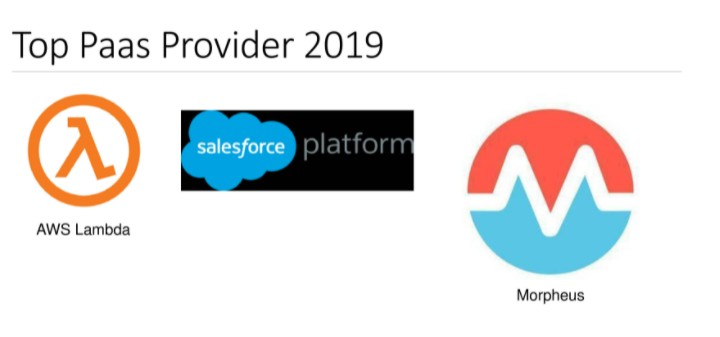 Top Paas Provider 2019
salesforce platform
AWS Lambda
Morpheus